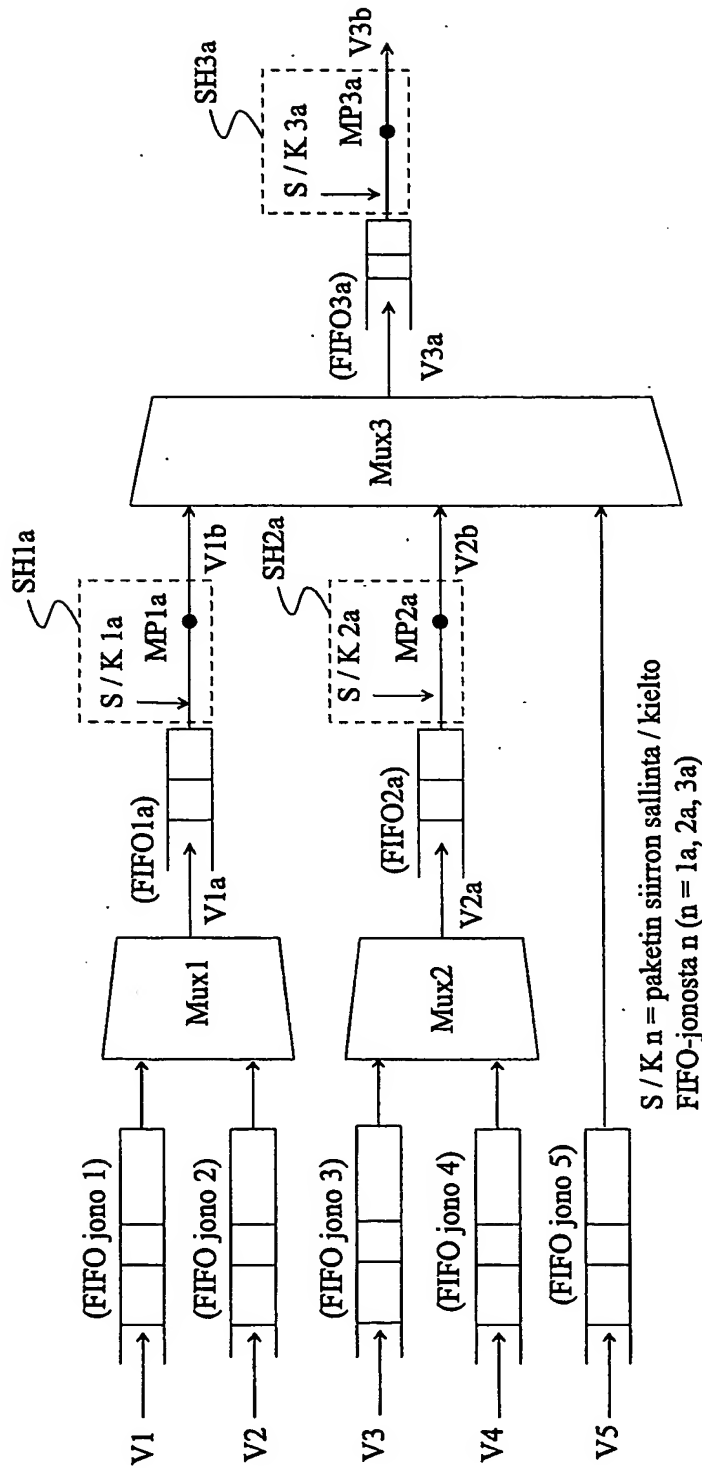 V1
(FIFO jono 1)
V2
(FIFO jono 2)
V3
(FIFO jono 3)
V4
(FIFO jono 4)
V5
(FIFO jono 5)
Mux1
Mux2
V1a
(FIFO1a)
S / K 1a
MP1a
SH1a
V1b
V2a
(FIFO2a)
S / K 2a
MP2a
SH2a
V2b
Mux3
V3a
(FIFO3a)
S / K 3a
MP3a
SH3a
V3b
S / K n = paketin siirron sallinta / kielto
FIFO-jonosta n (n = 1a, 2a, 3a)